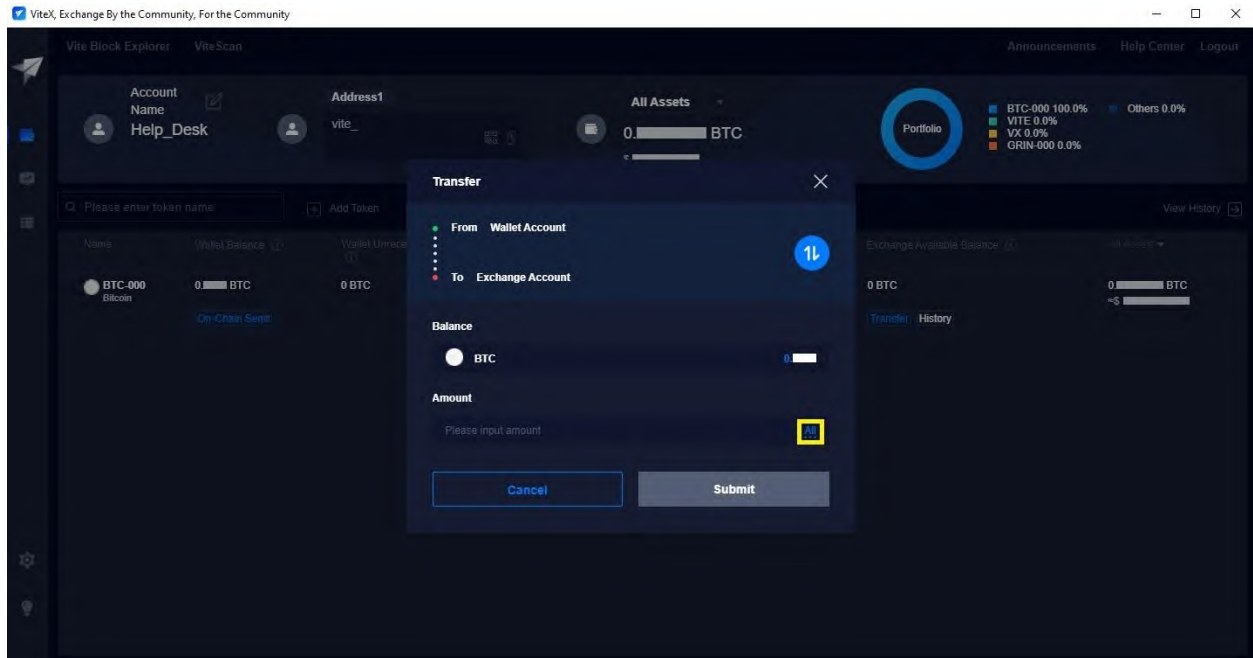 ViteX, Exchange By the Community, For the Community
Vite Block Explorer ViteScan Announcements Help Center Logout
Account Name
Help_Desk
Address1
vite_
All Assets
0. BTC
$
Portfolio
BTC-000 100.0% Others 0.0%
VITE 0.0%
VX 0.0%
GRIN-000 0.0%
Please enter token name Add Token View History
Transfer
From Wallet Account
To Exchange Account
Balance
BTC 0.
Amount
Please input amount All
Cancel Submit
Name Wallet Balance Wallet Exchange Available Balance All Assets
BTC-000 0. BTC 0 BTC 0 BTC 0. BTC
Bitcoin ≈$
On-Chain Send Transfer History